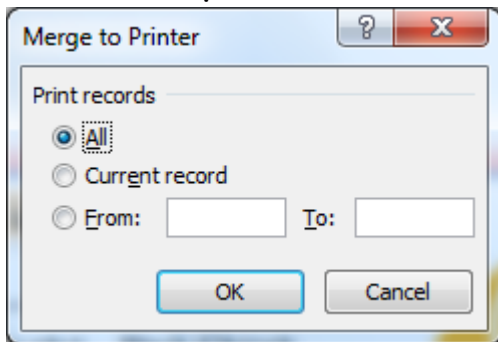 Merge to Printer
Print records
All
Current record
From: To:
OK Cancel